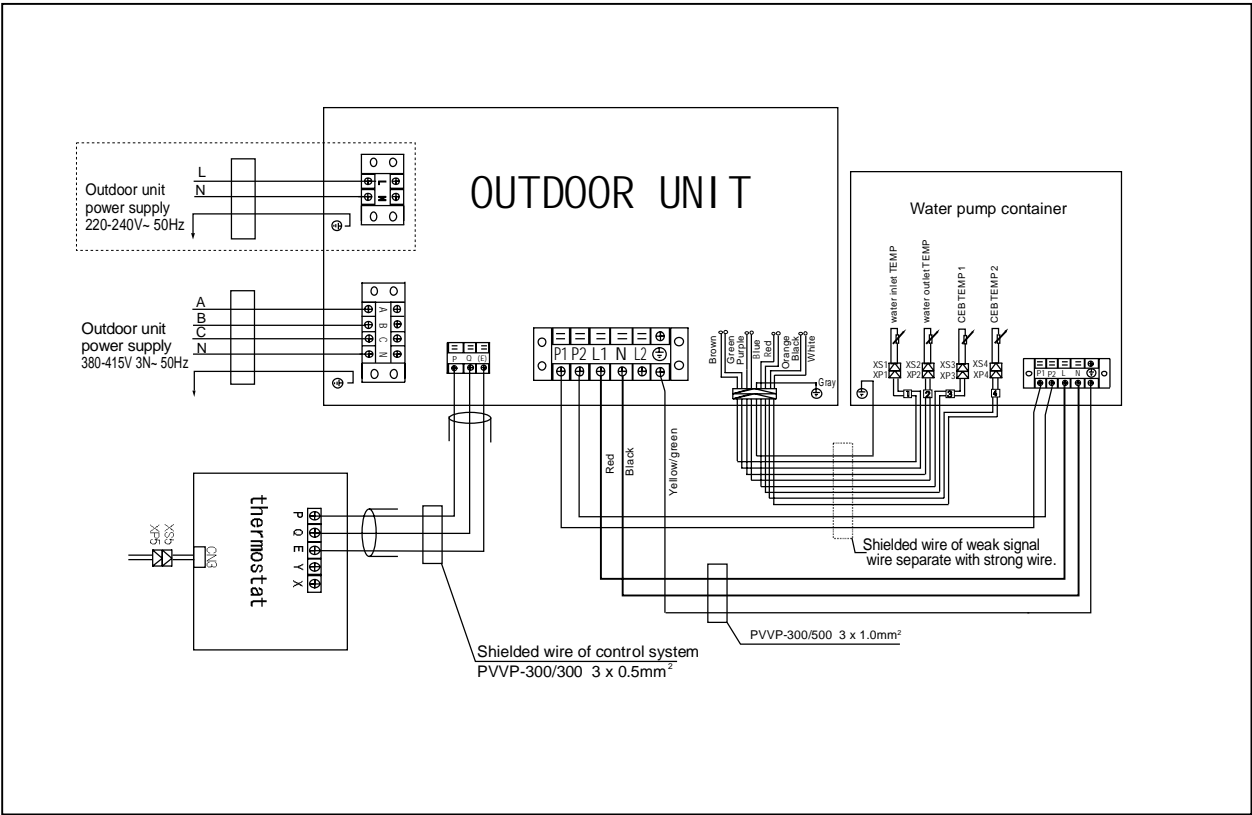 OUTDOOR UNIT
Outdoor unit
power supply
220-240V~ 50Hz
L
N
L
N
Outdoor unit
power supply
380-415V 3N~ 50Hz
A
B
C
N
A
B
C
N
P Q (E)
P1 P2 L1 N L2
Brown
Green
Purple
Blue
Red
Orange
Black
White
Gray
Water pump container
water inlet TEMP
water outlet TEMP
CEB TEMP 1
CEB TEMP 2
XS1
XP1
XS2
XP2
XS3
XP3
XS4
XP4
1
2
3
4
P1 P2 L N
Red
Black
Yellow/green
Shielded wire of weak signal
wire separate with strong wire.
PVVP-300/500 3 x 1.0mm²
thermostat
P
Q
E
Y
X
XP5
XS5
CN3
Shielded wire of control system
PVVP-300/300 3 x 0.5mm²